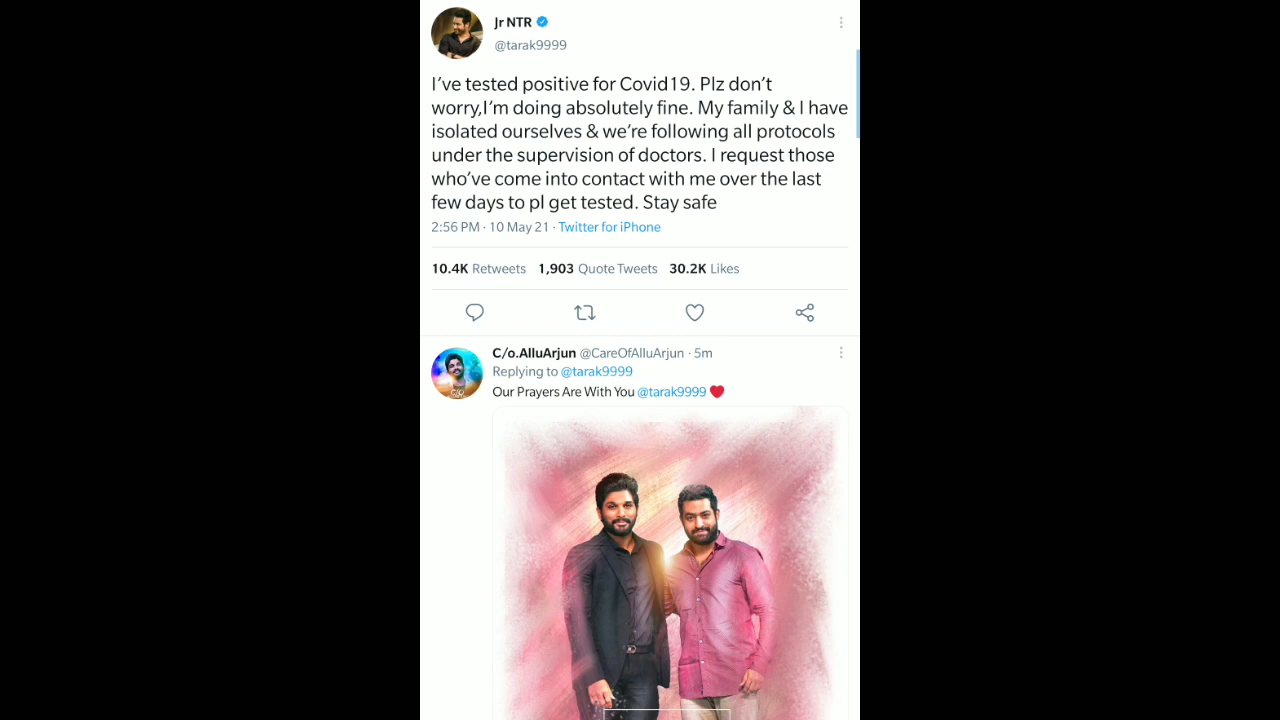 Jr NTR
@tarak9999
I've tested positive for Covid19. Plz don't
worry,I'm doing absolutely fine. My family & I have
isolated ourselves & we're following all protocols
under the supervision of doctors. I request those
who've come into contact with me over the last
few days to pl get tested. Stay safe
2:56 PM · 10 May 21 · Twitter for iPhone
10.4K Retweets 1,903 Quote Tweets 30.2K Likes
C/o.AlluArjun @CareOfAlluArjun · 5m
Replying to @tarak9999
Our Prayers Are With You @tarak9999 ❤️